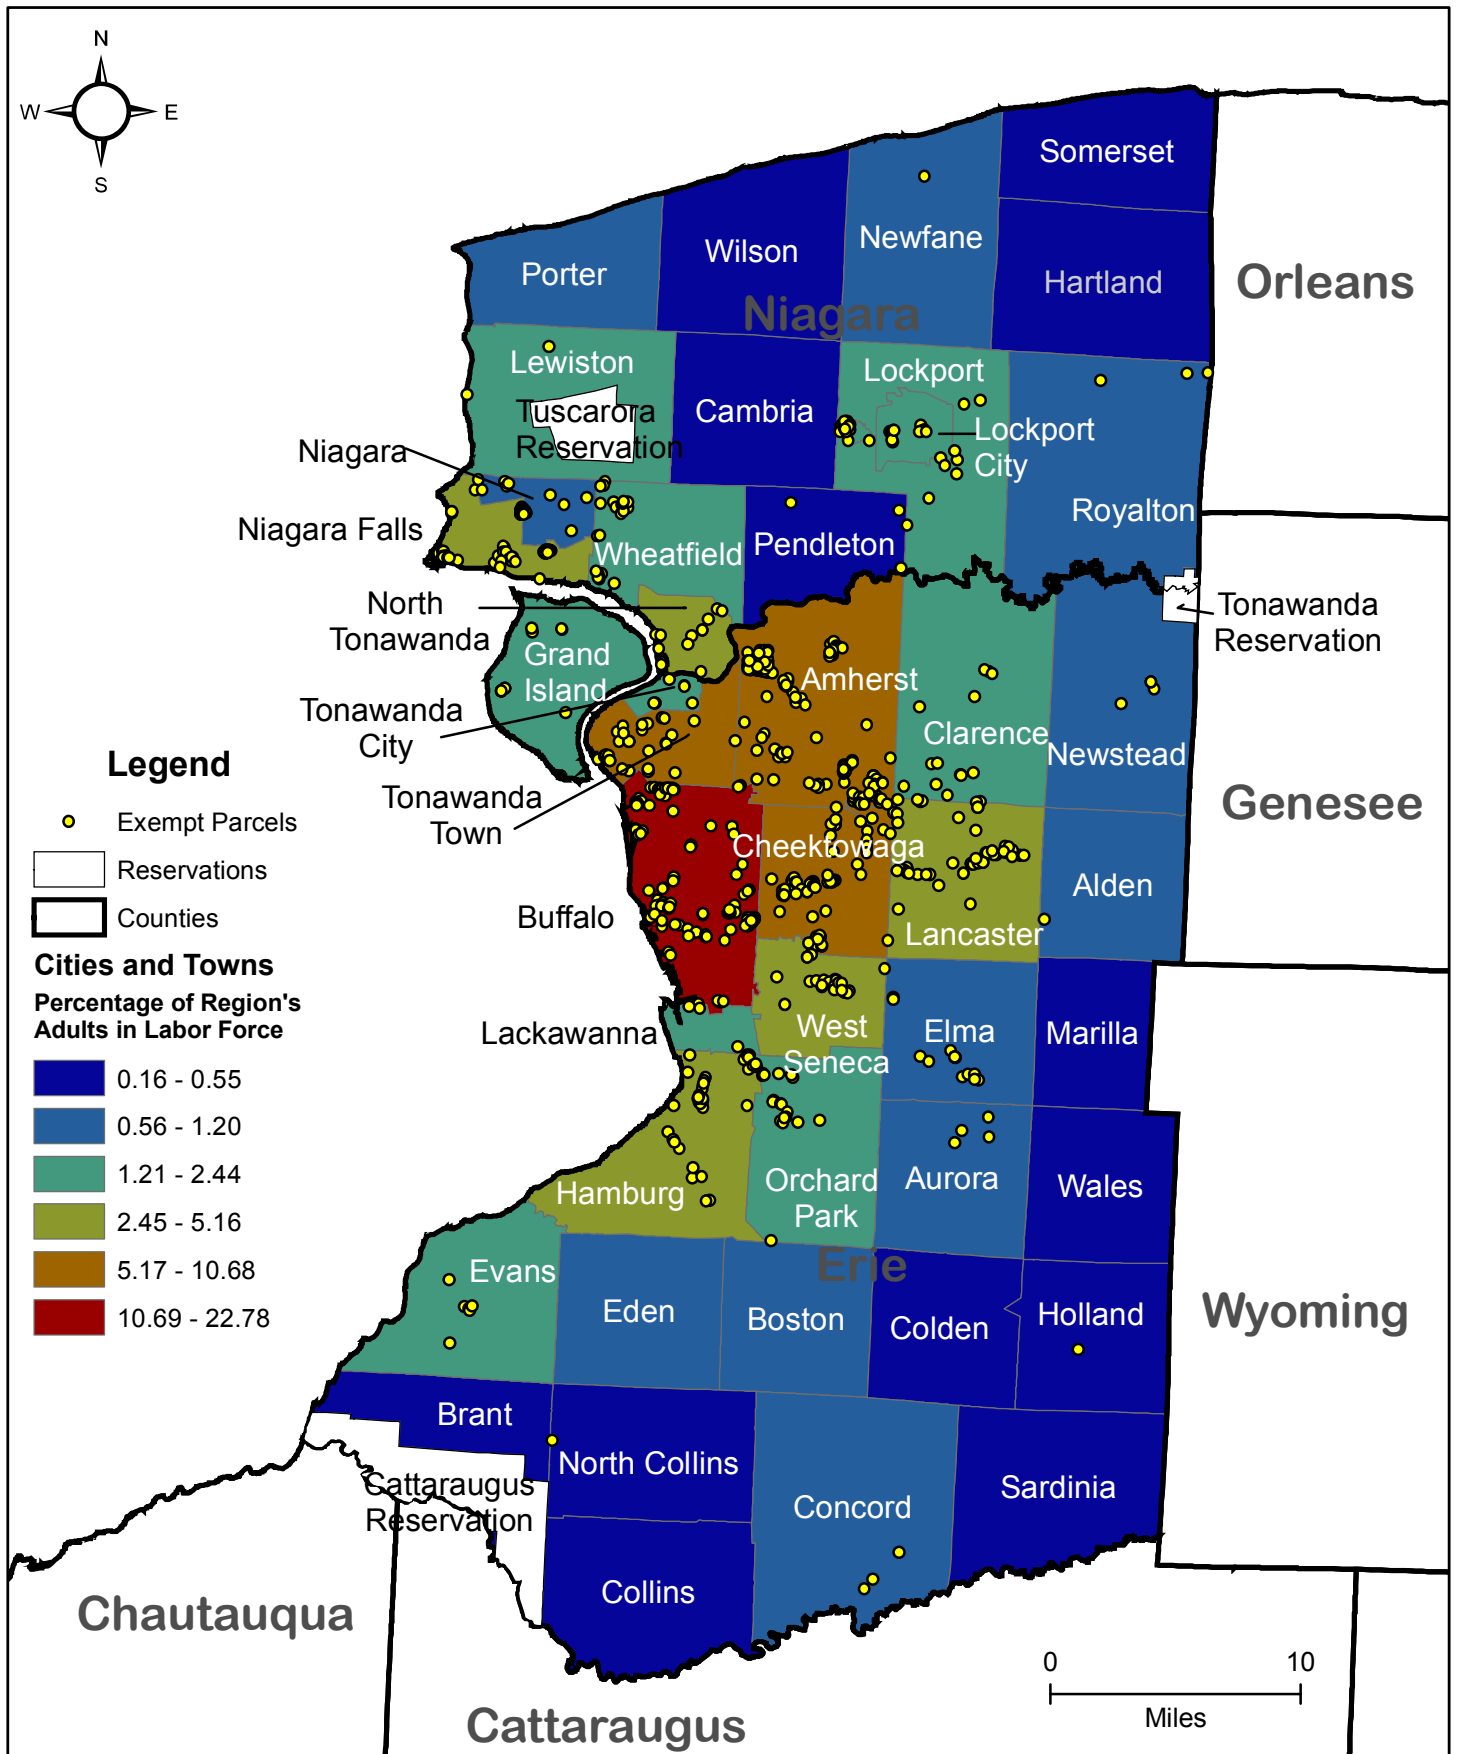 N
W
E
S
Somerset
Newfane
Wilson
Porter
Hartland
Orleans
Niagara
Lewiston
Lockport
Tuscarora
Reservation
Cambria
Lockport
City
Niagara
Royalton
Niagara Falls
Wheatfield
Pendleton
North
Tonawanda
Tonawanda
Reservation
Grand
Island
Amherst
Tonawanda
City
Clarence
Newstead
Legend
Exempt Parcels
Reservations
Counties
Cities and Towns
Percentage of Region's
Adults in Labor Force
0.16 - 0.55
0.56 - 1.20
1.21 - 2.44
2.45 - 5.16
5.17 - 10.68
10.69 - 22.78
Tonawanda
Town
Genesee
Cheektowaga
Alden
Buffalo
Lancaster
Lackawanna
West
Seneca
Elma
Marilla
Hamburg
Orchard
Park
Aurora
Wales
Erie
Evans
Eden
Boston
Colden
Holland
Wyoming
Brant
North Collins
Cattaraugus
Reservation
Concord
Sardinia
Collins
Chautauqua
Cattaraugus
0 10
Miles